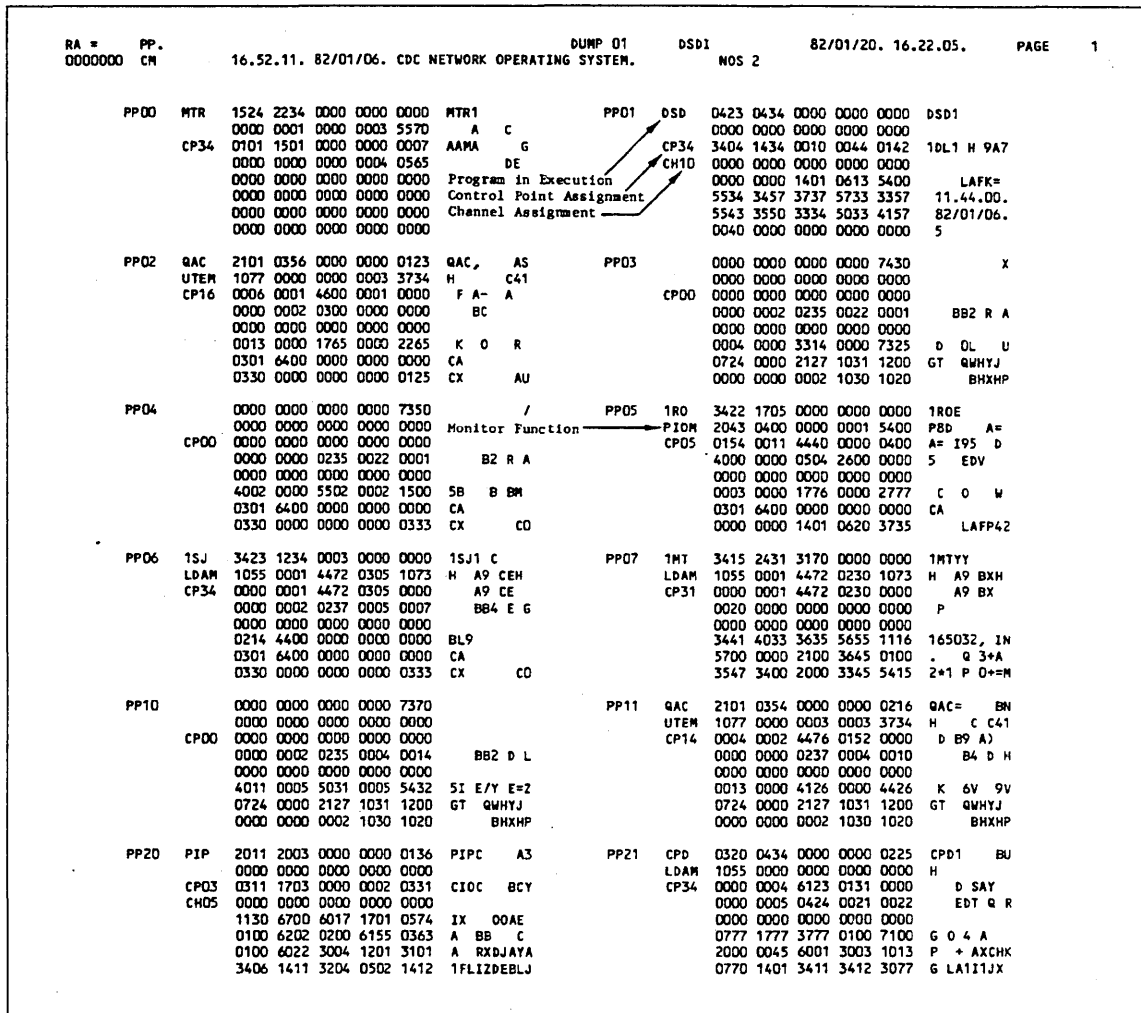 RA = PP. DUMP 01 DSDI 82/01/20. 16.22.05. PAGE 1
0000000 CM 16.52.11. 82/01/06. CDC NETWORK OPERATING SYSTEM. NOS 2
PP00 MTR 1524 2234 0000 0000 0000 MTR1 PP01 DSD 0423 0434 0000 0000 0000 DSD1
0000 0001 0000 0003 5570 A C 0000 0000 0000 0000 0000
CP34 0101 1501 0000 0000 0007 AAMA G CP34 3404 1434 0010 0044 0142 1DL1 H 9A7
0000 0000 0000 0004 0565 DE CH10 0000 0000 0000 0000 0000
0000 0000 0000 0000 0000 Program in Execution 0000 0000 1401 0613 5400 LAFK=
0000 0000 0000 0000 0000 Control Point Assignment 5534 3457 3737 5733 3357 11.44.00.
0000 0000 0000 0000 0000 Channel Assignment 5543 3550 3334 5033 4157 82/01/06.
0000 0000 0000 0000 0000 0040 0000 0000 0000 0000 5
PP02 QAC 2101 0356 0000 0000 0123 QAC, AS PP03 0000 0000 0000 0000 7430 X
UTEM 1077 0000 0000 0003 3734 H C41 0000 0000 0000 0000 0000
CP16 0006 0001 4600 0001 0000 F A- A CP00 0000 0000 0000 0000 0000
0000 0002 0300 0000 0000 BC 0000 0002 0235 0022 0001 BB2 R A
0000 0000 0000 0000 0000 0000 0000 0000 0000 0000
0013 0000 1765 0000 2265 K O R 0004 0000 3314 0000 7325 D 0L U
0301 6400 0000 0000 0000 CA 0724 0000 2127 1031 1200 GT QWHYJ
0330 0000 0000 0000 0125 CX AU 0000 0000 0002 1030 1020 BHXHP
PP04 0000 0000 0000 0000 7350 / PP05 1RO 3422 1705 0000 0000 0000 1ROE
0000 0000 0000 0000 0000 Monitor Function PIOM 2043 0400 0000 0001 5400 P8D A=
CP00 0000 0000 0000 0000 0000 CP05 0154 0011 4440 0000 0400 A= I95 D
0000 0000 0235 0022 0001 B2 R A 4000 0000 0504 2600 0000 5 EDV
0000 0000 0000 0000 0000 0000 0000 0000 0000 0000
4002 0000 5502 0002 1500 5B B BM 0003 0000 1776 0000 2777 C O W
0301 6400 0000 0000 0000 CA 0301 6400 0000 0000 0000 CA
0330 0000 0000 0000 0333 CX CO 0000 0000 1401 0620 3735 LAFP42
PP06 1SJ 3423 1234 0003 0000 0000 1SJ1 C PP07 1MT 3415 2431 3170 0000 0000 1MTYY
LDAM 1055 0001 4472 0305 1073 H A9 CEH LDAM 1055 0001 4472 0230 1073 H A9 BXH
CP34 0000 0001 4472 0305 0000 A9 CE CP31 0000 0001 4472 0230 0000 A9 BX
0000 0002 0237 0005 0007 BB4 E G 0020 0000 0000 0000 0000 P
0000 0000 0000 0000 0000 0000 0000 0000 0000 0000
0214 4400 0000 0000 0000 BL9 3441 4033 3635 5655 1116 165032, IN
0301 6400 0000 0000 0000 CA 5700 0000 2100 3645 0100 . Q 3+A
0330 0000 0000 0000 0333 CX CO 3547 3400 2000 3345 5415 2*1 P 0+=M
PP10 0000 0000 0000 0000 7370 PP11 QAC 2101 0354 0000 0000 0216 QAC= BN
0000 0000 0000 0000 0000 UTEM 1077 0000 0003 0003 3734 H C C41
CP00 0000 0000 0000 0000 0000 CP14 0004 0002 4476 0152 0000 D B9 A)
0000 0002 0235 0004 0014 BB2 D L 0000 0000 0237 0004 0010 B4 D H
0000 0000 0000 0000 0000 0000 0000 0000 0000 0000
4011 0005 5031 0005 5432 5I E/Y E=Z 0013 0000 4126 0000 4426 K 6V 9V
0724 0000 2127 1031 1200 GT QWHYJ 0724 0000 2127 1031 1200 GT QWHYJ
0000 0000 0002 1030 1020 BHXHP 0000 0000 0002 1030 1020 BHXHP
PP20 PIP 2011 2003 0000 0000 0136 PIPC A3 PP21 CPD 0320 0434 0000 0000 0225 CPD1 BU
0000 0000 0000 0000 0000 LDAM 1055 0000 0000 0000 0000 H
CP03 0311 1703 0000 0002 0331 CIOC BCY CP34 0000 0004 6123 0131 0000 D SAY
CH05 0000 0000 0000 0000 0000 0000 0005 0424 0021 0022 EDT Q R
1130 6700 6017 1701 0574 IX OOAE 0000 0000 0000 0000 0000
0100 6202 0200 6155 0363 A BB C 0777 1777 3777 0100 7100 G O 4 A
0100 6022 3004 1201 3101 A RXDJAYA 2000 0045 6001 3003 1013 P + AXCHK
3406 1411 3204 0502 1412 1FLIZDEBLJ 0770 1401 3411 3412 3077 G LA1I1JX